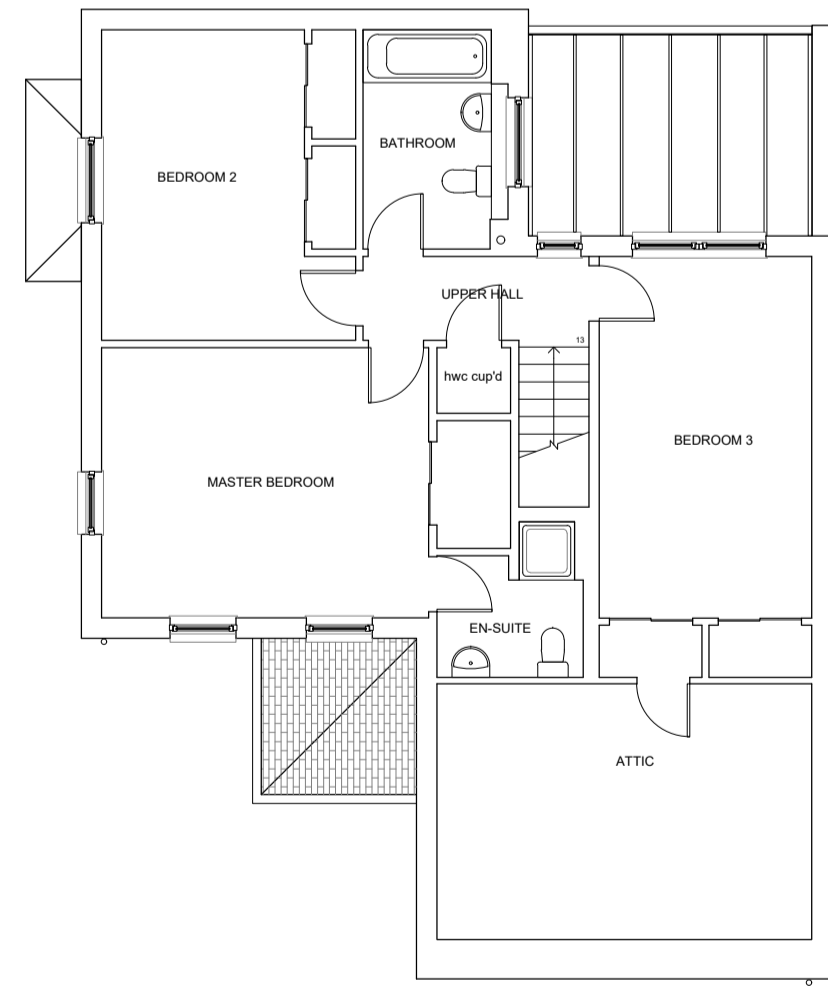 BATHROOM
BEDROOM 2
UPPER HALL
13
hwc cup'd
BEDROOM 3
MASTER BEDROOM
EN-SUITE
ATTIC